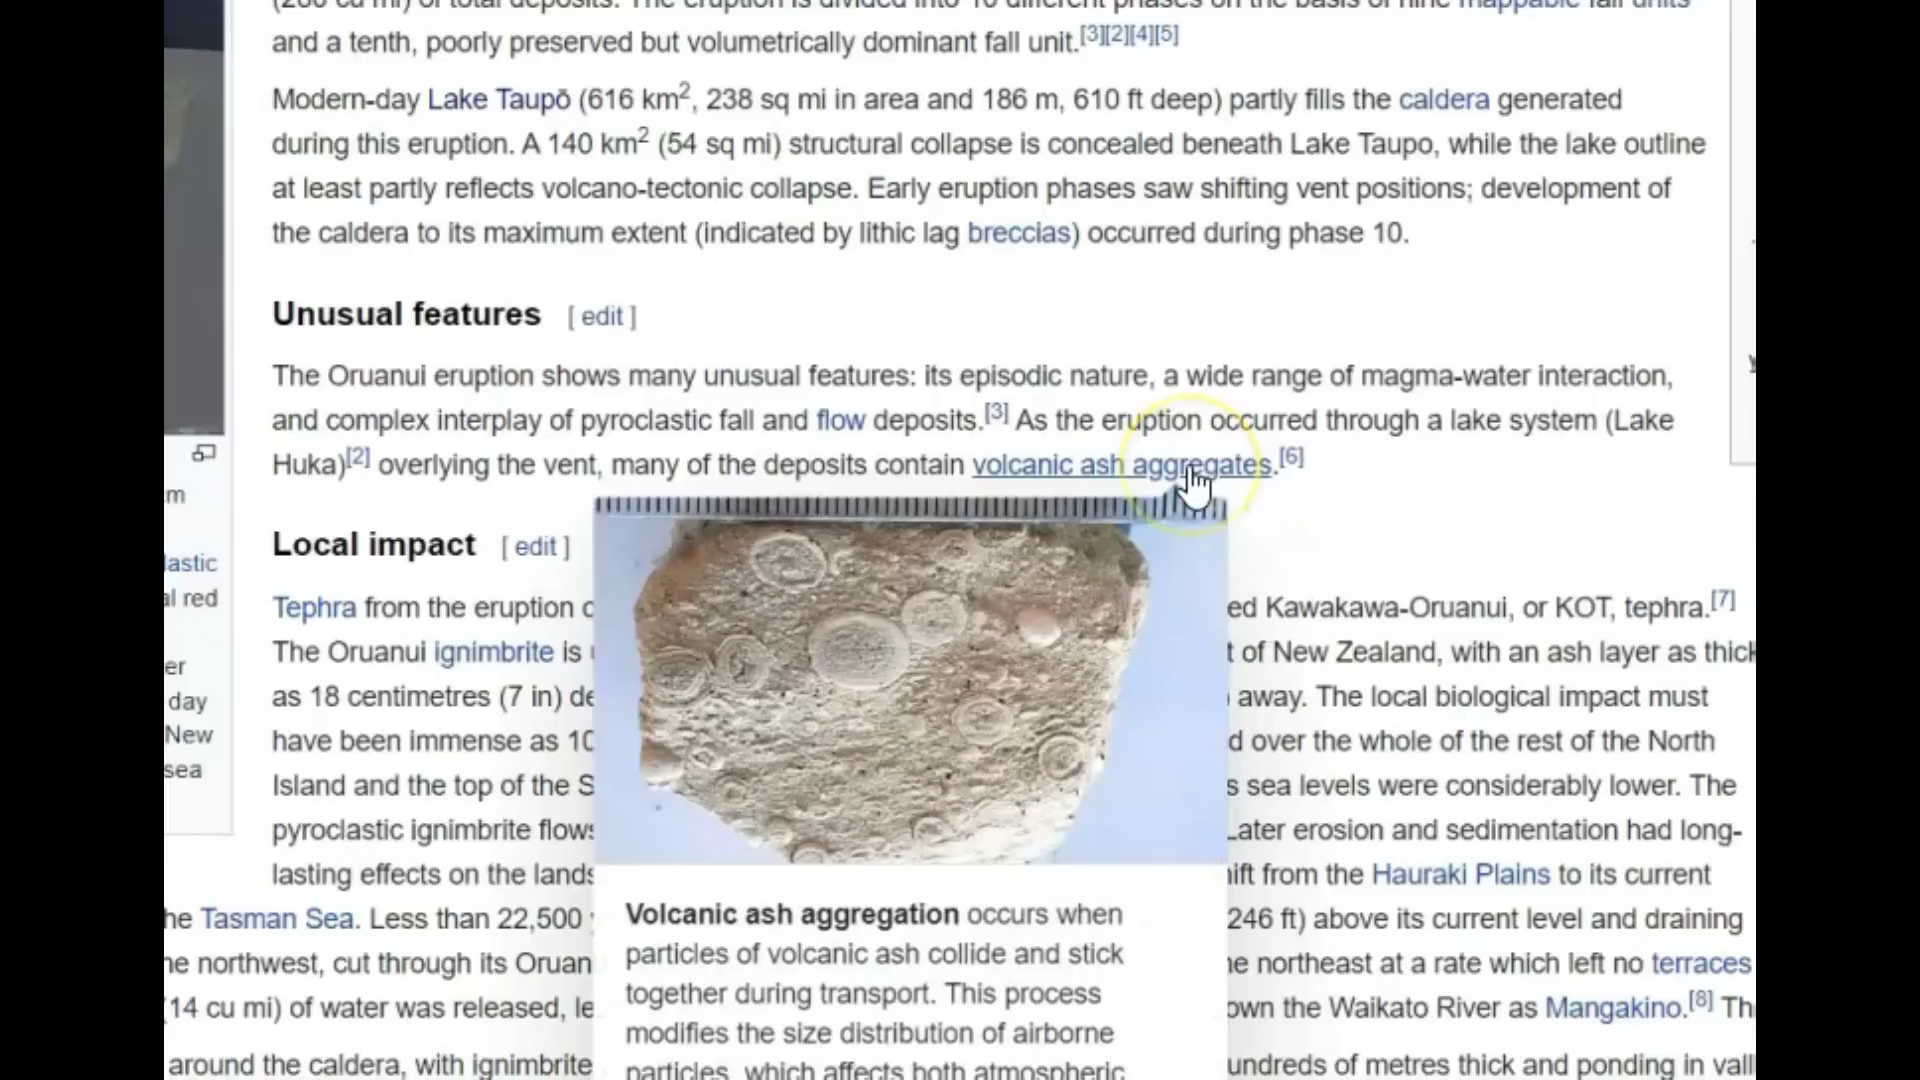 and a tenth, poorly preserved but volumetrically dominant fall unit.[3][2][4][5]
Modern-day Lake Taupō (616 km2, 238 sq mi in area and 186 m, 610 ft deep) partly fills the caldera generated
during this eruption. A 140 km2 (54 sq mi) structural collapse is concealed beneath Lake Taupo, while the lake outline
at least partly reflects volcano-tectonic collapse. Early eruption phases saw shifting vent positions; development of
the caldera to its maximum extent (indicated by lithic lag breccias) occurred during phase 10.
Unusual features [ edit ]
The Oruanui eruption shows many unusual features: its episodic nature, a wide range of magma-water interaction,
and complex interplay of pyroclastic fall and flow deposits.[3] As the eruption occurred through a lake system (Lake
Huka)[2] overlying the vent, many of the deposits contain volcanic ash aggregates.[6]
Local impact [ edit ]
Tephra from the eruption
ed Kawakawa-Oruanui, or KOT, tephra.[7]
The Oruanui ignimbrite is
of New Zealand, with an ash layer as thick
as 18 centimetres (7 in)
away. The local biological impact must
have been immense as 10
over the whole of the rest of the North
Island and the top of the S
sea levels were considerably lower. The
pyroclastic ignimbrite flows
Later erosion and sedimentation had long-
lasting effects on the lands
ift from the Hauraki Plains to its current
he Tasman Sea. Less than 22,500
246 ft) above its current level and draining
he northwest, cut through its Oruan
he northeast at a rate which left no terraces
(14 cu mi) of water was released, le
own the Waikato River as Mangakino.[8] Th
around the caldera, with ignimbrite
undreds of metres thick and ponding in vall
Volcanic ash aggregation occurs when
particles of volcanic ash collide and stick
together during transport. This process
modifies the size distribution of airborne
particles, which affects both atmospheric
m
lastic
al red
er
day
New
sea